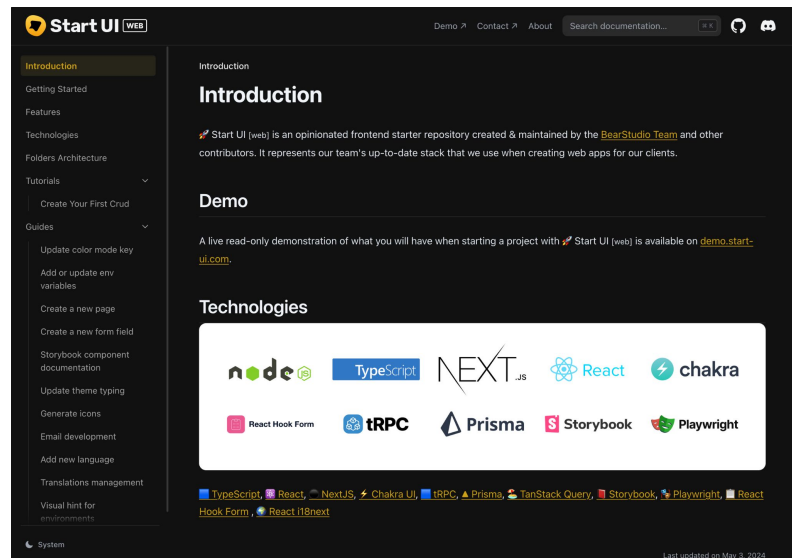 Start UI WEB
Demo ↗ Contact ↗ About Search documentation... ⌘K
Introduction
Getting Started
Features
Technologies
Folders Architecture
Tutorials
Create Your First Crud
Guides
Update color mode key
Add or update env
variables
Create a new page
Create a new form field
Storybook component
documentation
Update theme typing
Generate icons
Email development
Add new language
Translations management
Visual hint for
environments
System
Introduction
Introduction
🚀 Start UI [web] is an opinionated frontend starter repository created & maintained by the BearStudio Team and other
contributors. It represents our team's up-to-date stack that we use when creating web apps for our clients.
Demo
A live read-only demonstration of what you will have when starting a project with 🚀 Start UI [web] is available on demo.start-
ui.com.
Technologies
node JS TypeScript NEXT.JS React chakra
React Hook Form tRPC Prisma Storybook Playwright
TypeScript, React, NextJS, ⚡ Chakra UI, tRPC, Prisma, TanStack Query, Storybook, Playwright, React
Hook Form , React i18next
Last updated on May 3, 2024